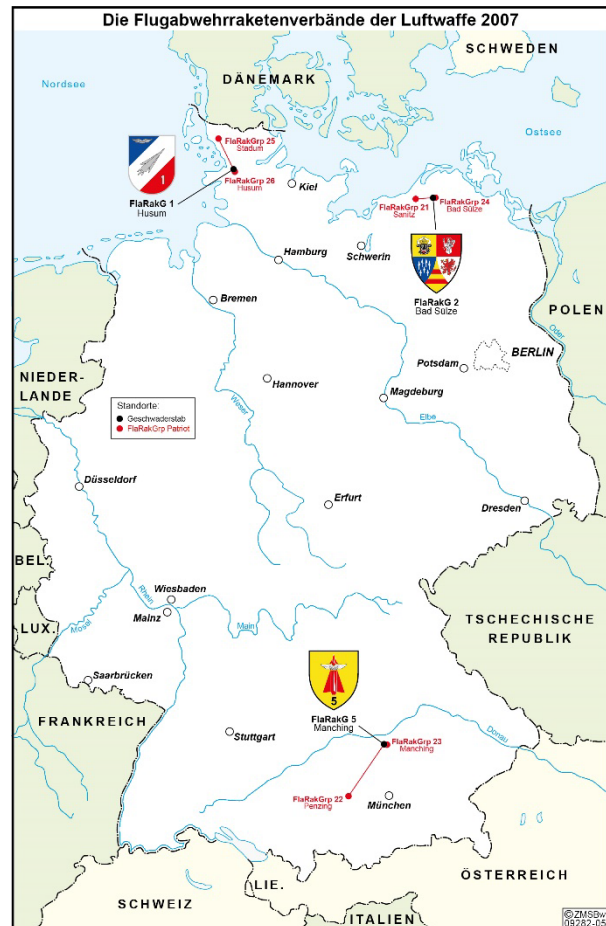 Die Flugabwehrraketenverbände der Luftwaffe 2007
SCHWEDEN
Nordsee
DÄNEMARK
Ostsee
FlaRakGrp 25
Stadum
1
FlaRakGrp 26
Husum
FlaRakG 1
Husum
Kiel
FlaRakGrp 21
Sanitz
FlaRakGrp 24
Bad Sülze
Hamburg
Schwerin
FlaRakG 2
Bad Sülze
Bremen
POLEN
Oder
BERLIN
Potsdam
NIEDER-
LANDE
Hannover
Magdeburg
Standorte:
Geschwaderstab
FlaRakGrp Patriot
Weser
Elbe
Düsseldorf
Erfurt
Dresden
BEL.
Rhein
Wiesbaden
Mainz
Main
Mosel
LUX.
TSCHECHISCHE
REPUBLIK
Saarbrücken
5
FRANKREICH
FlaRakG 5
Manching
Stuttgart
FlaRakGrp 23
Manching
Donau
FlaRakGrp 22
Penzing
München
ÖSTERREICH
LIE.
SCHWEIZ
ITALIEN
©ZMSBw
09282-05